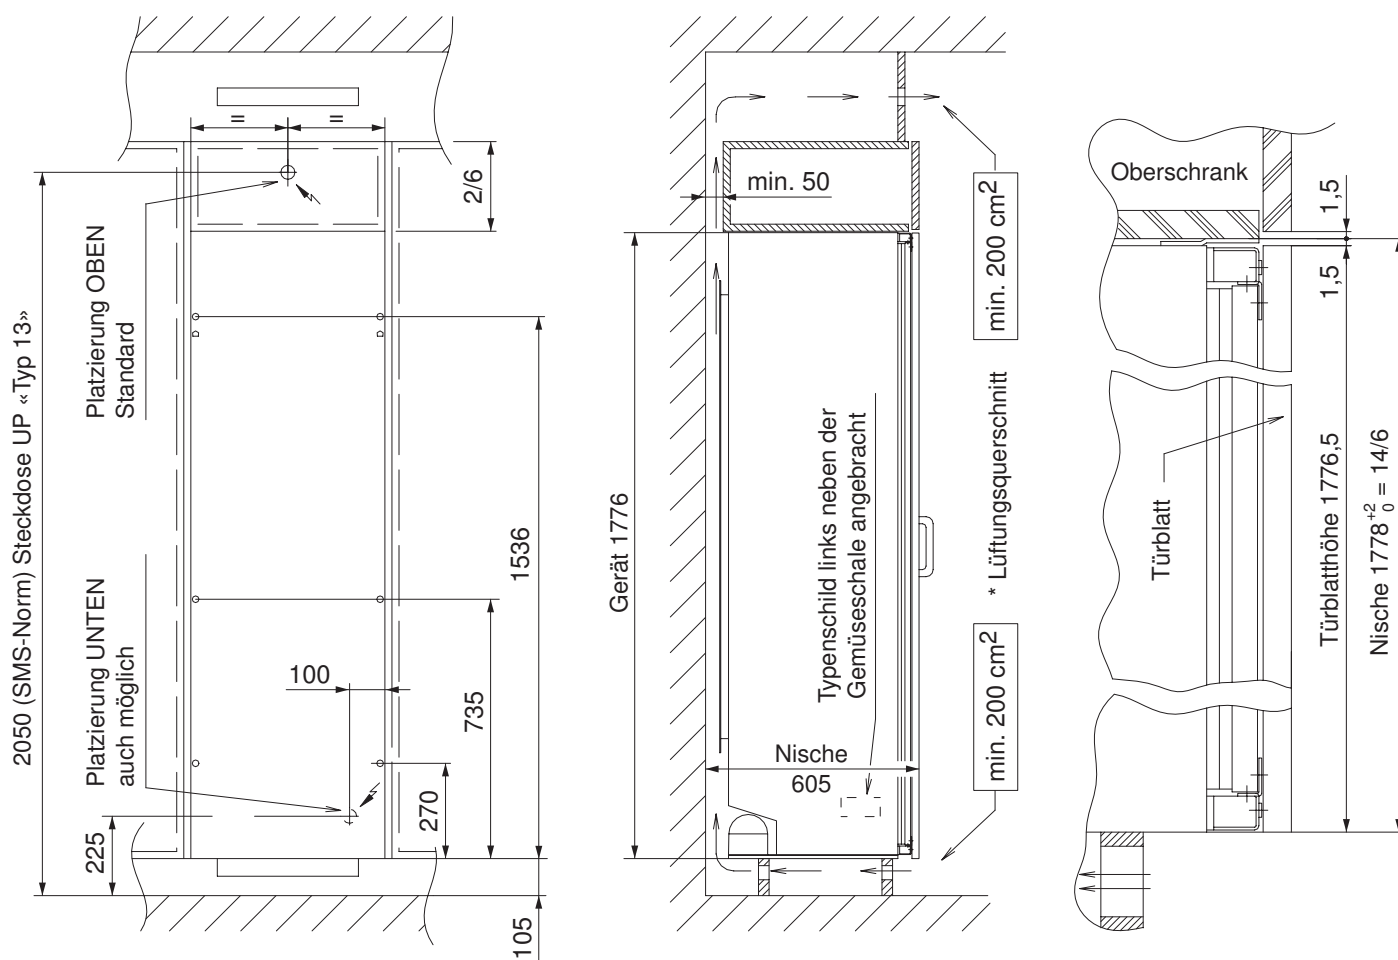 =
=
2/6
2050 (SMS-Norm) Steckdose UP «Typ 13»
Platzierung OBEN
Standard
Platzierung UNTEN
auch möglich
1536
735
100
270
225
105
min. 50
min. 200 cm²
* Lüftungsquerschnitt
min. 200 cm²
Gerät 1776
Typenschild links neben der
Gemüseschale angebracht
Nische
605
Oberschrank
1,5
1,5
Türblatt
Türblatthöhe 1776,5
Nische 1778 +2 0 = 14/6